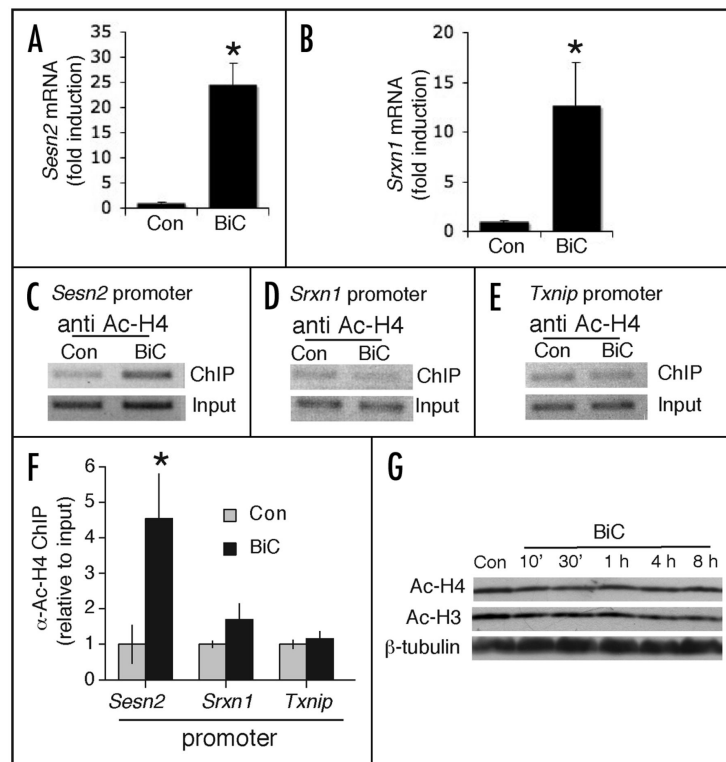 A
Sesn2 mRNA
(fold induction)
35
30
25
20
15
10
5
0
*
Con BiC
B
Srxn1 mRNA
(fold induction)
20
15
10
5
0
*
Con BiC
C Sesn2 promoter
anti Ac-H4
Con BiC
ChIP
Input
D Srxn1 promoter
anti Ac-H4
Con BiC
ChIP
Input
E Txnip promoter
anti Ac-H4
Con BiC
ChIP
Input
F
α-Ac-H4 ChIP
(relative to input)
6
5
4
2
1
0
*
Con
BiC
Sesn2 Srxn1 Txnip
promoter
G
BiC
Con 10' 30' 1 h 4 h 8 h
Ac-H4
Ac-H3
β-tubulin